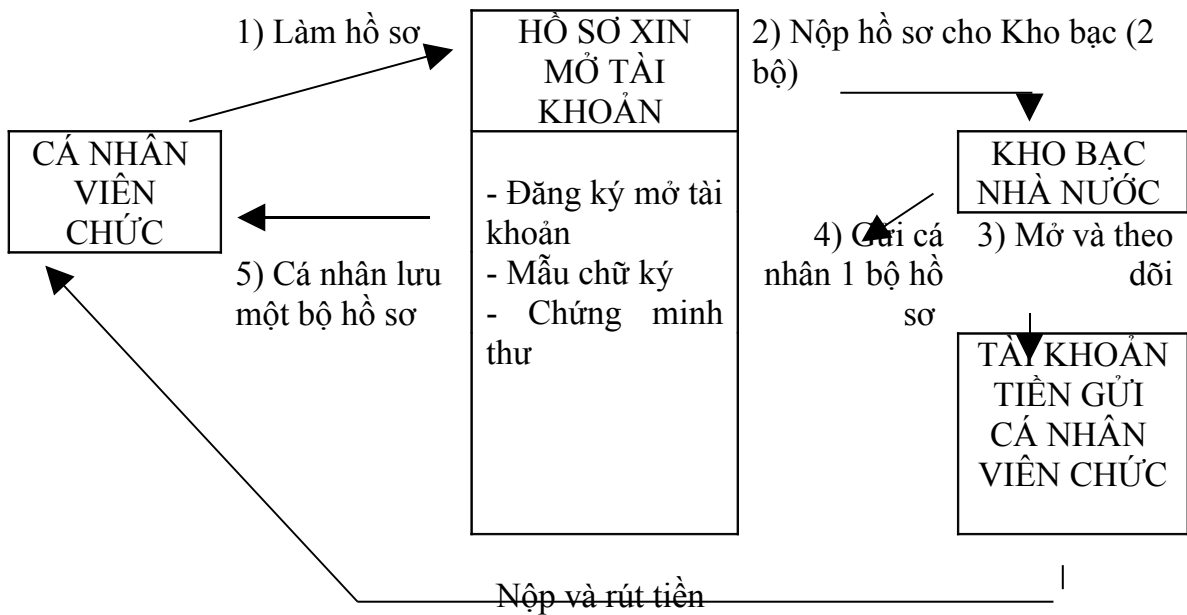 1) Làm hồ sơ
HỒ SƠ XIN
MỞ TÀI
KHOẢN
2) Nộp hồ sơ cho Kho bạc (2
bộ)
CÁ NHÂN
VIÊN
CHỨC
- Đăng ký mở tài
khoản
- Mẫu chữ ký
- Chứng minh
thư
KHO BẠC
NHÀ NƯỚC
4) Gửi cá
nhân 1 bộ hồ
sơ
3) Mở và theo
dõi
5) Cá nhân lưu
một bộ hồ sơ
TÀI KHOẢN
TIỀN GỬI
CÁ NHÂN
VIÊN CHỨC
Nộp và rút tiền